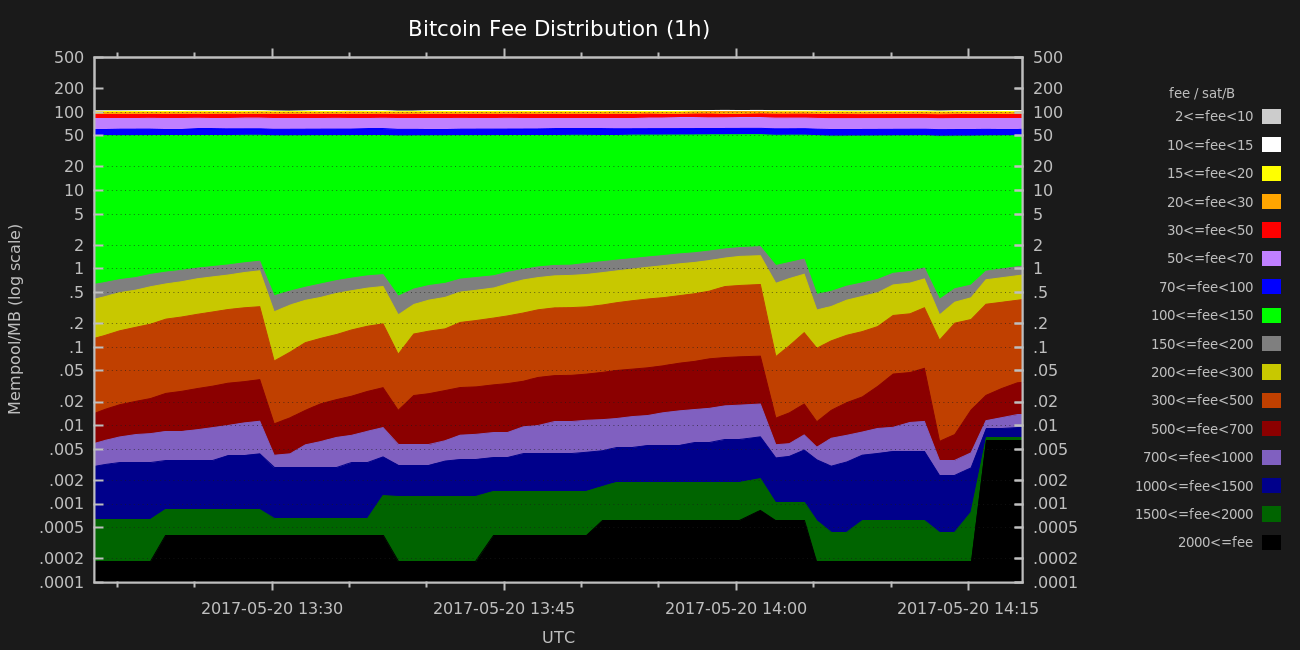 Bitcoin Fee Distribution (1h)
Mempool/MB (log scale)
500
200
100
50
20
10
5
2
1
.5
.2
.1
.05
.02
.01
.005
.002
.001
.0005
.0002
.0001
500
200
100
50
20
10
5
2
1
.5
.2
.1
.05
.02
.01
.005
.002
.001
.0005
.0002
.0001
2017-05-20 13:30
2017-05-20 13:45
2017-05-20 14:00
2017-05-20 14:15
UTC
fee / sat/B
2<=fee<10
10<=fee<15
15<=fee<20
20<=fee<30
30<=fee<50
50<=fee<70
70<=fee<100
100<=fee<150
150<=fee<200
200<=fee<300
300<=fee<500
500<=fee<700
700<=fee<1000
1000<=fee<1500
1500<=fee<2000
2000<=fee